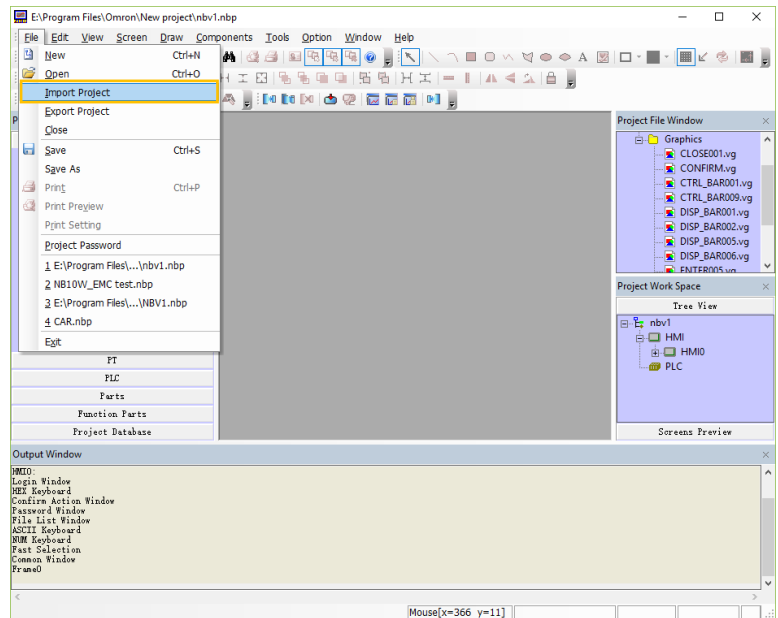 E:\Program Files\Omron\New project\nbv1.nbp
File Edit View Screen Draw Components Tools Option Window Help
New Ctrl+N
Open Ctrl+O
Import Project
Export Project
Close
Save Ctrl+S
Save As
Print Ctrl+P
Print Preview
Print Setting
Project Password
1 E:\Program Files\...\nbv1.nbp
2 NB10W_EMC test.nbp
3 E:\Program Files\...\NBV1.nbp
4 CAR.nbp
Exit
PT
PLC
Parts
Function Parts
Project Database
Project File Window
Graphics
CLOSE001.vg
CONFIRM.vg
CTRL_BAR001.vg
CTRL_BAR009.vg
DISP_BAR001.vg
DISP_BAR002.vg
DISP_BAR005.vg
DISP_BAR006.vg
ENTER005.vg
Project Work Space
Tree View
nbv1
HMI
HMI0
PLC
Screens Preview
Output Window
HMI0:
Login Window
HEX Keyboard
Confirm Action Window
Password Window
File List Window
ASCII Keyboard
NUM Keyboard
Fast Selection
Common Window
Frame0
Mouse[x=366 y=11]